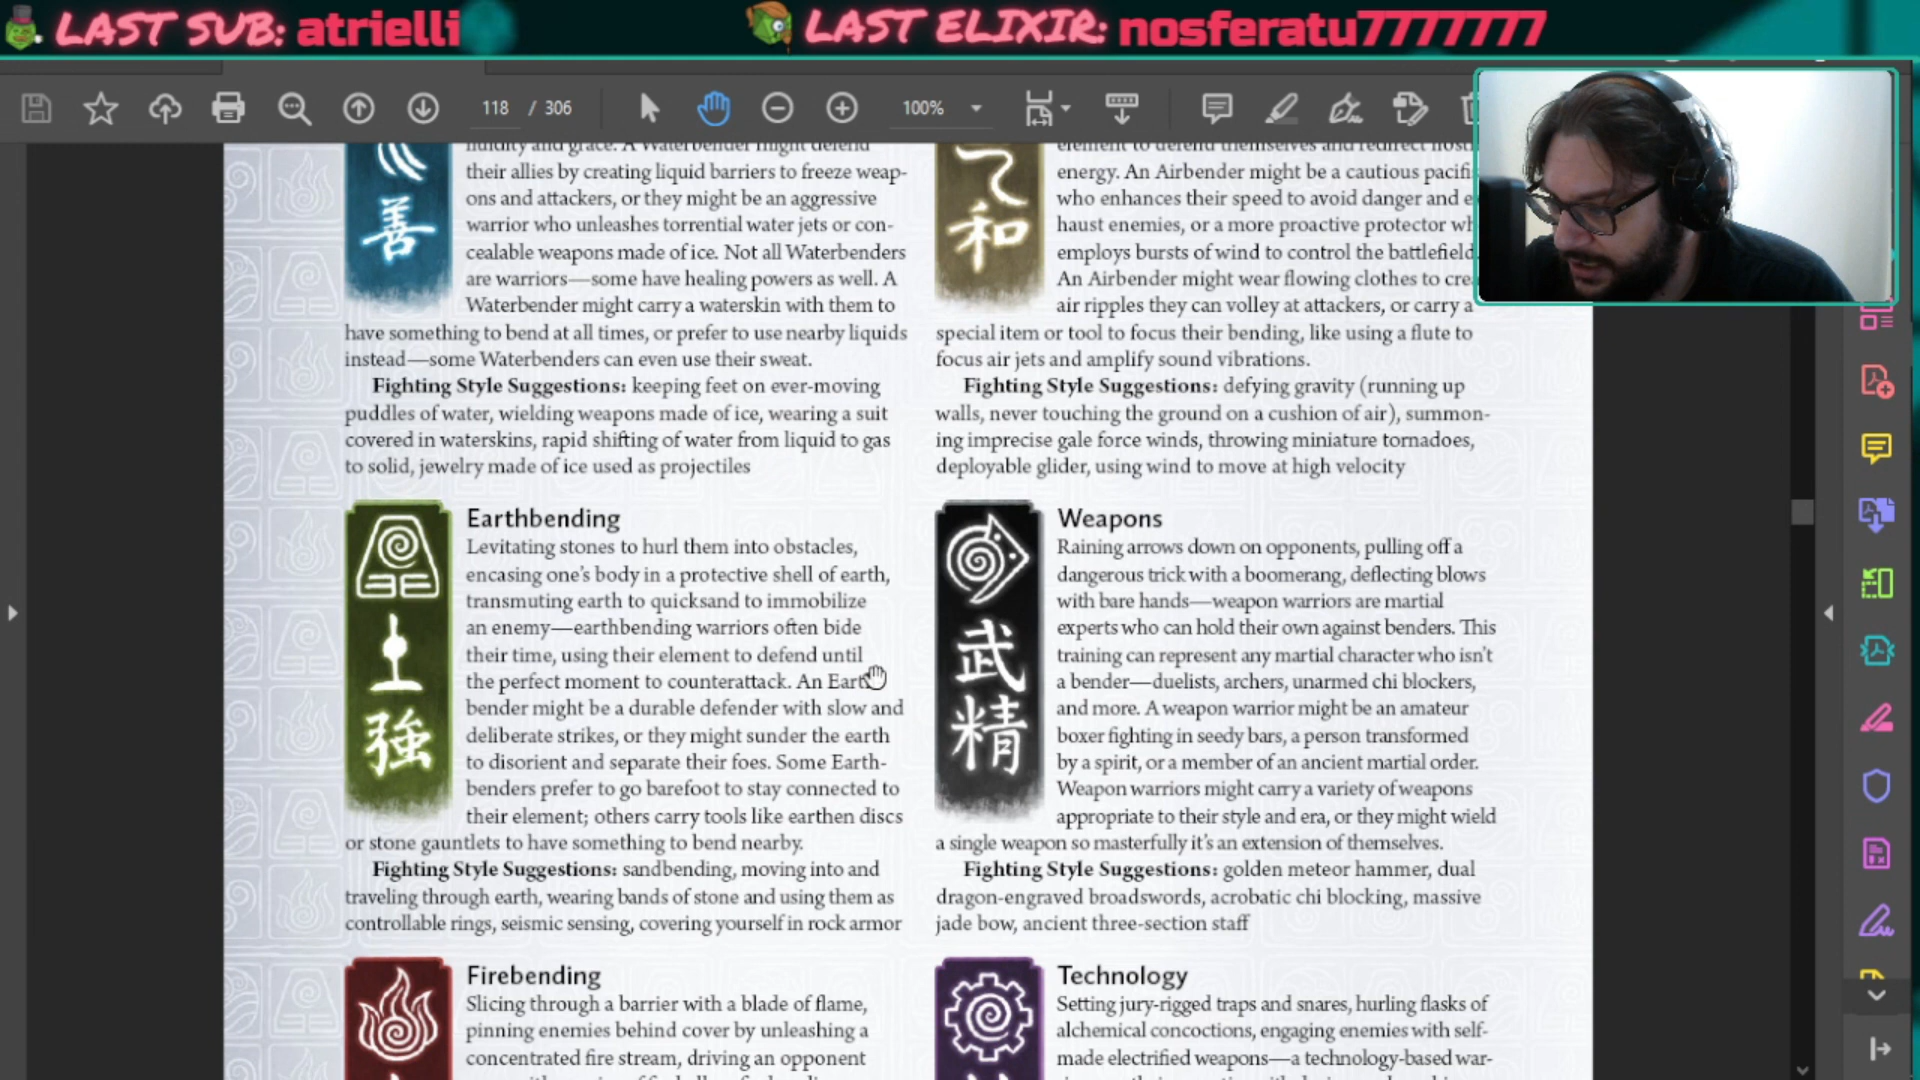 LAST SUB: atrielli
LAST ELIXIR: nosferatu7777777
118 / 306
100%
fluidity and grace. A Waterbender might defend
their allies by creating liquid barriers to freeze weap-
ons and attackers, or they might be an aggressive
warrior who unleashes torrential water jets or con-
cealable weapons made of ice. Not all Waterbenders
are warriors—some have healing powers as well. A
Waterbender might carry a waterskin with them to
have something to bend at all times, or prefer to use nearby liquids
instead—some Waterbenders can even use their sweat.
Fighting Style Suggestions: keeping feet on ever-moving
puddles of water, wielding weapons made of ice, wearing a suit
covered in waterskins, rapid shifting of water from liquid to gas
to solid, jewelry made of ice used as projectiles
善
Earthbending
Levitating stones to hurl them into obstacles,
encasing one's body in a protective shell of earth,
transmuting earth to quicksand to immobilize
an enemy—earthbending warriors often bide
their time, using their element to defend until
the perfect moment to counterattack. An Eart
bender might be a durable defender with slow and
deliberate strikes, or they might sunder the earth
to disorient and separate their foes. Some Earth-
benders prefer to go barefoot to stay connected to
their element; others carry tools like earthen discs
or stone gauntlets to have something to bend nearby.
Fighting Style Suggestions: sandbending, moving into and
traveling through earth, wearing bands of stone and using them as
controllable rings, seismic sensing, covering yourself in rock armor
土
強
Firebending
Slicing through a barrier with a blade of flame,
pinning enemies behind cover by unleashing a
concentrated fire stream, driving an opponent
element to defend themselves and redirect
energy. An Airbender might be a cautious
who enhances their speed to avoid danger and
haust enemies, or a more proactive protector
employs bursts of wind to control the battlefield
An Airbender might wear flowing clothes to
air ripples they can volley at attackers, or carry a
special item or tool to focus their bending, like using a flute to
focus air jets and amplify sound vibrations.
Fighting Style Suggestions: defying gravity (running up
walls, never touching the ground on a cushion of air), summon-
ing imprecise gale force winds, throwing miniature tornadoes,
deployable glider, using wind to move at high velocity
和
Weapons
Raining arrows down on opponents, pulling off a
dangerous trick with a boomerang, deflecting blows
with bare hands—weapon warriors are martial
experts who can hold their own against benders. This
training can represent any martial character who isn't
a bender—duelists, archers, unarmed chi blockers,
and more. A weapon warrior might be an amateur
boxer fighting in seedy bars, a person transformed
by a spirit, or a member of an ancient martial order.
Weapon warriors might carry a variety of weapons
appropriate to their style and era, or they might wield
a single weapon so masterfully it's an extension of themselves.
Fighting Style Suggestions: golden meteor hammer, dual
dragon-engraved broadswords, acrobatic chi blocking, massive
jade bow, ancient three-section staff
武
精
Technology
Setting jury-rigged traps and snares, hurling flasks of
alchemical concoctions, engaging enemies with self-
made electrified weapons—a technology-based war-